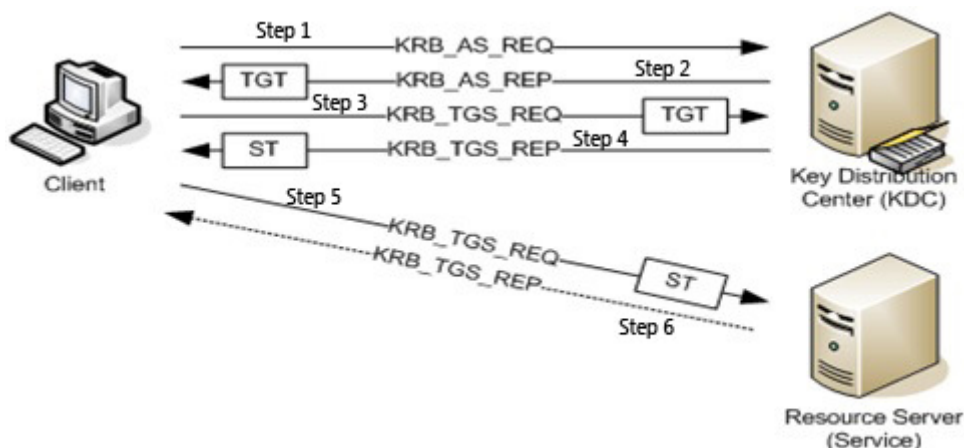 Step 1
KRB_AS_REQ
TGT
KRB_AS_REP
Step 2
Step 3
KRB_TGS_REQ
TGT
ST
KRB_TGS_REP
Step 4
Client
Key Distribution
Center (KDC)
Step 5
KRB_TGS_REQ
ST
KRB_TGS_REP
Step 6
Resource Server
(Service)